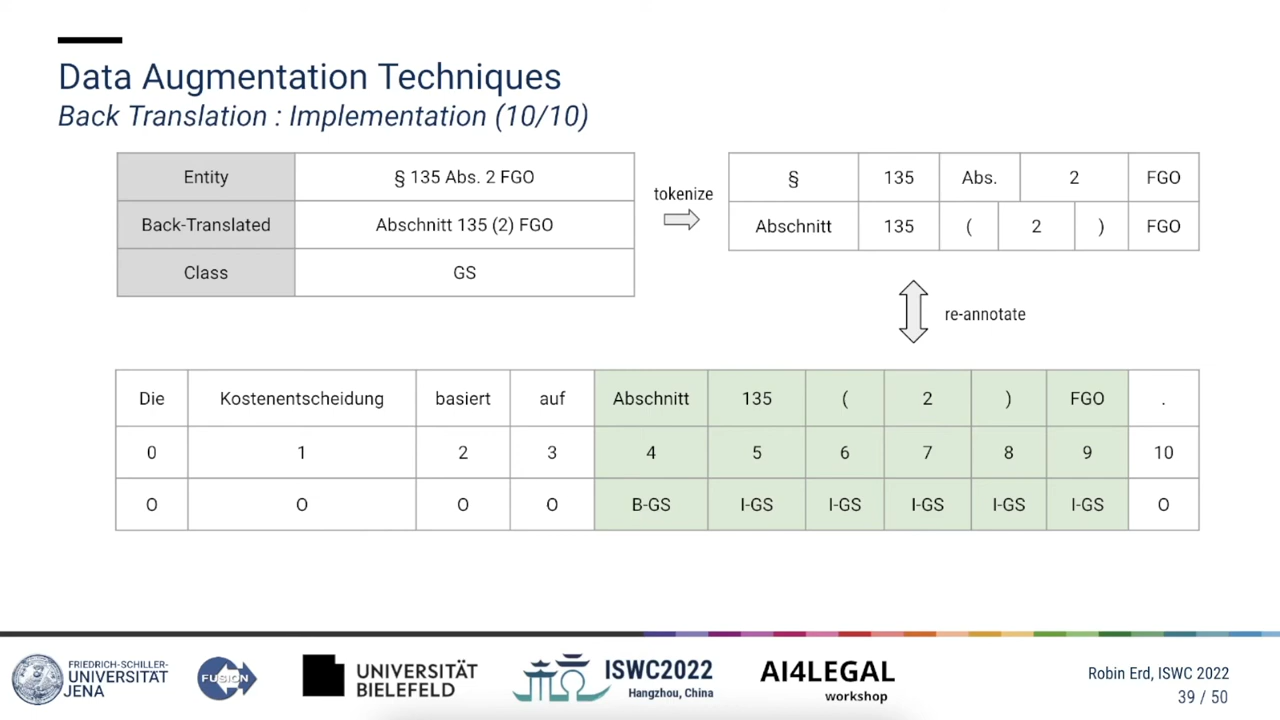 Data Augmentation Techniques
Back Translation : Implementation (10/10)
Entity § 135 Abs. 2 FGO
Back-Translated Abschnitt 135 (2) FGO
Class GS
tokenize
§ 135 Abs. 2 FGO
Abschnitt 135 ( 2 ) FGO
re-annotate
Die Kostenentscheidung basiert auf Abschnitt 135 ( 2 ) FGO .
0 1 2 3 4 5 6 7 8 9 10
O O O O B-GS I-GS I-GS I-GS I-GS I-GS O
FRIEDRICH-SCHILLER-
UNIVERSITÄT
JENA
FUSION
UNIVERSITÄT
BIELEFELD
ISWC2022
Hangzhou, China
AI4LEGAL
workshop
Robin Erd, ISWC 2022
39 / 50